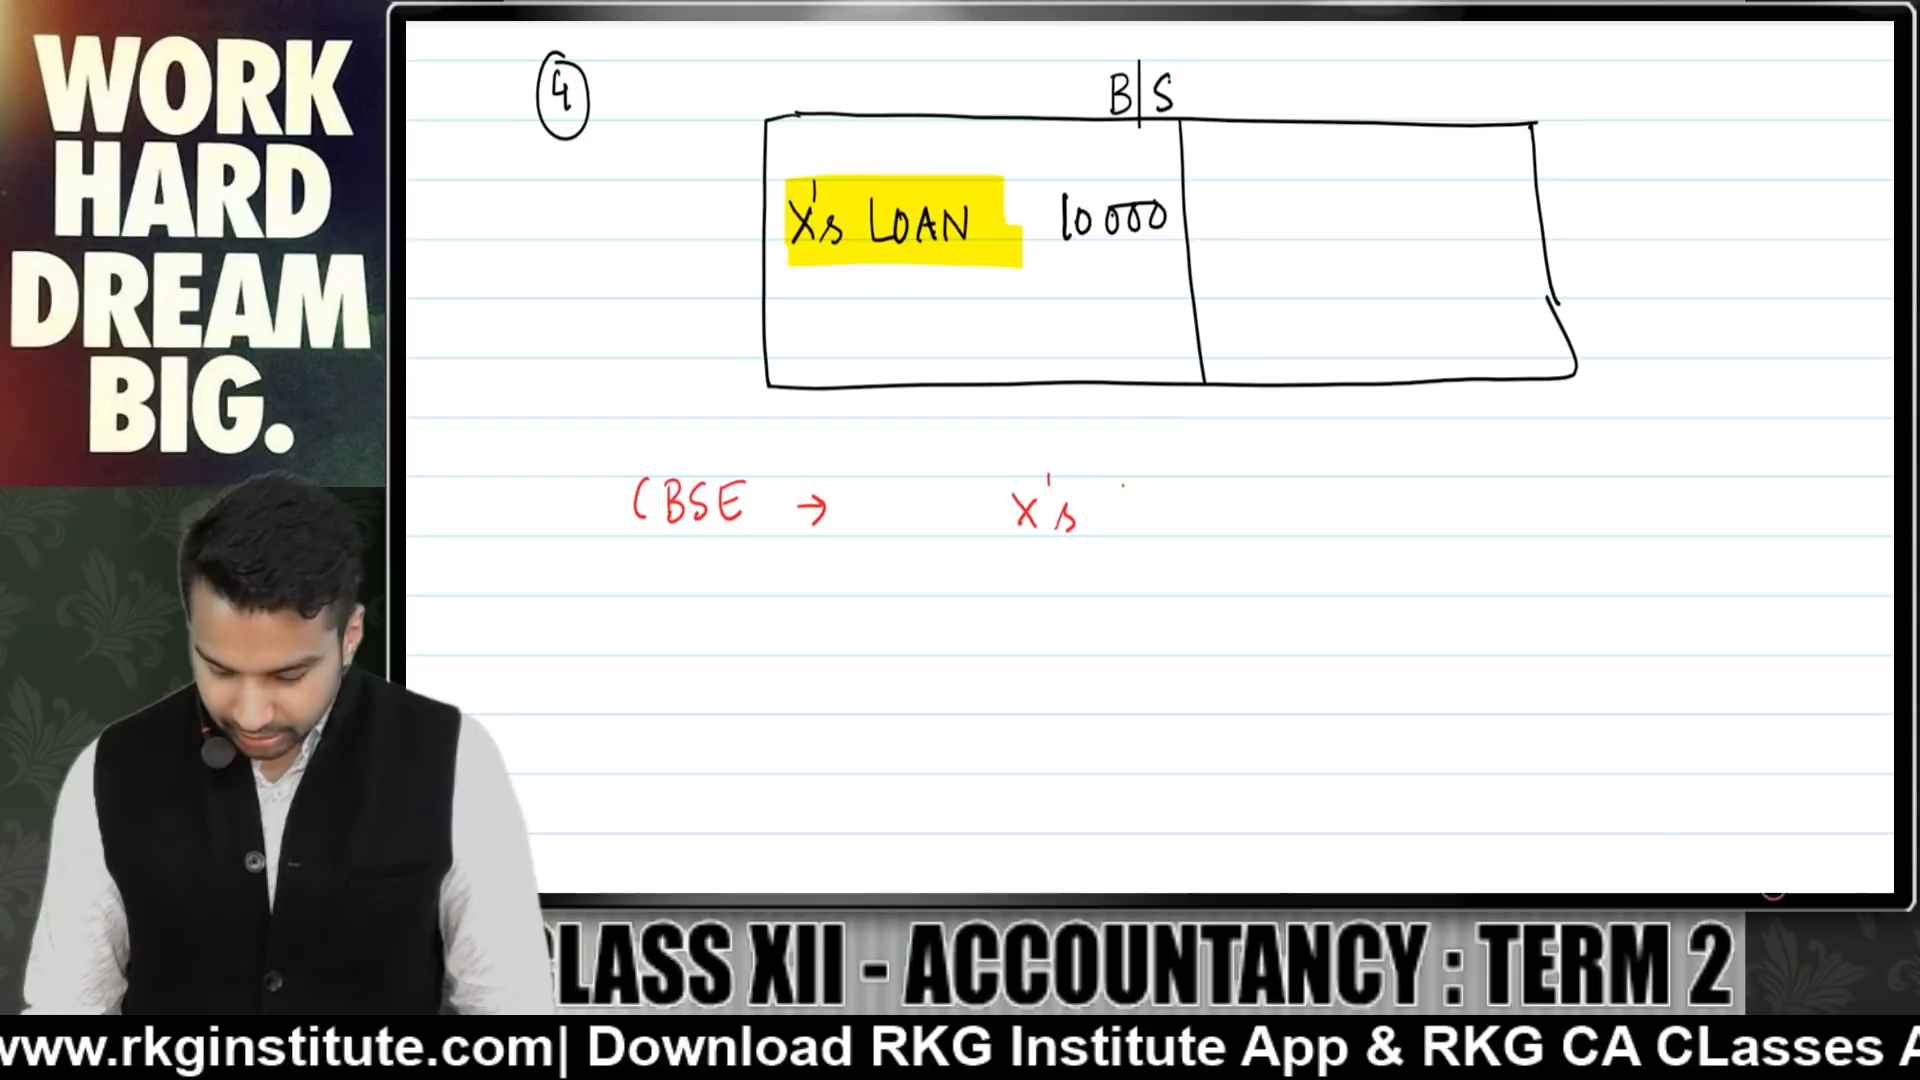 WORK
HARD
DREAM
BIG.
4
B|S
X's LOAN 10000
CBSE → X's
CLASS XII - ACCOUNTANCY : TERM 2
www.rkginstitute.com| Download RKG Institute App & RKG CA CLasses A